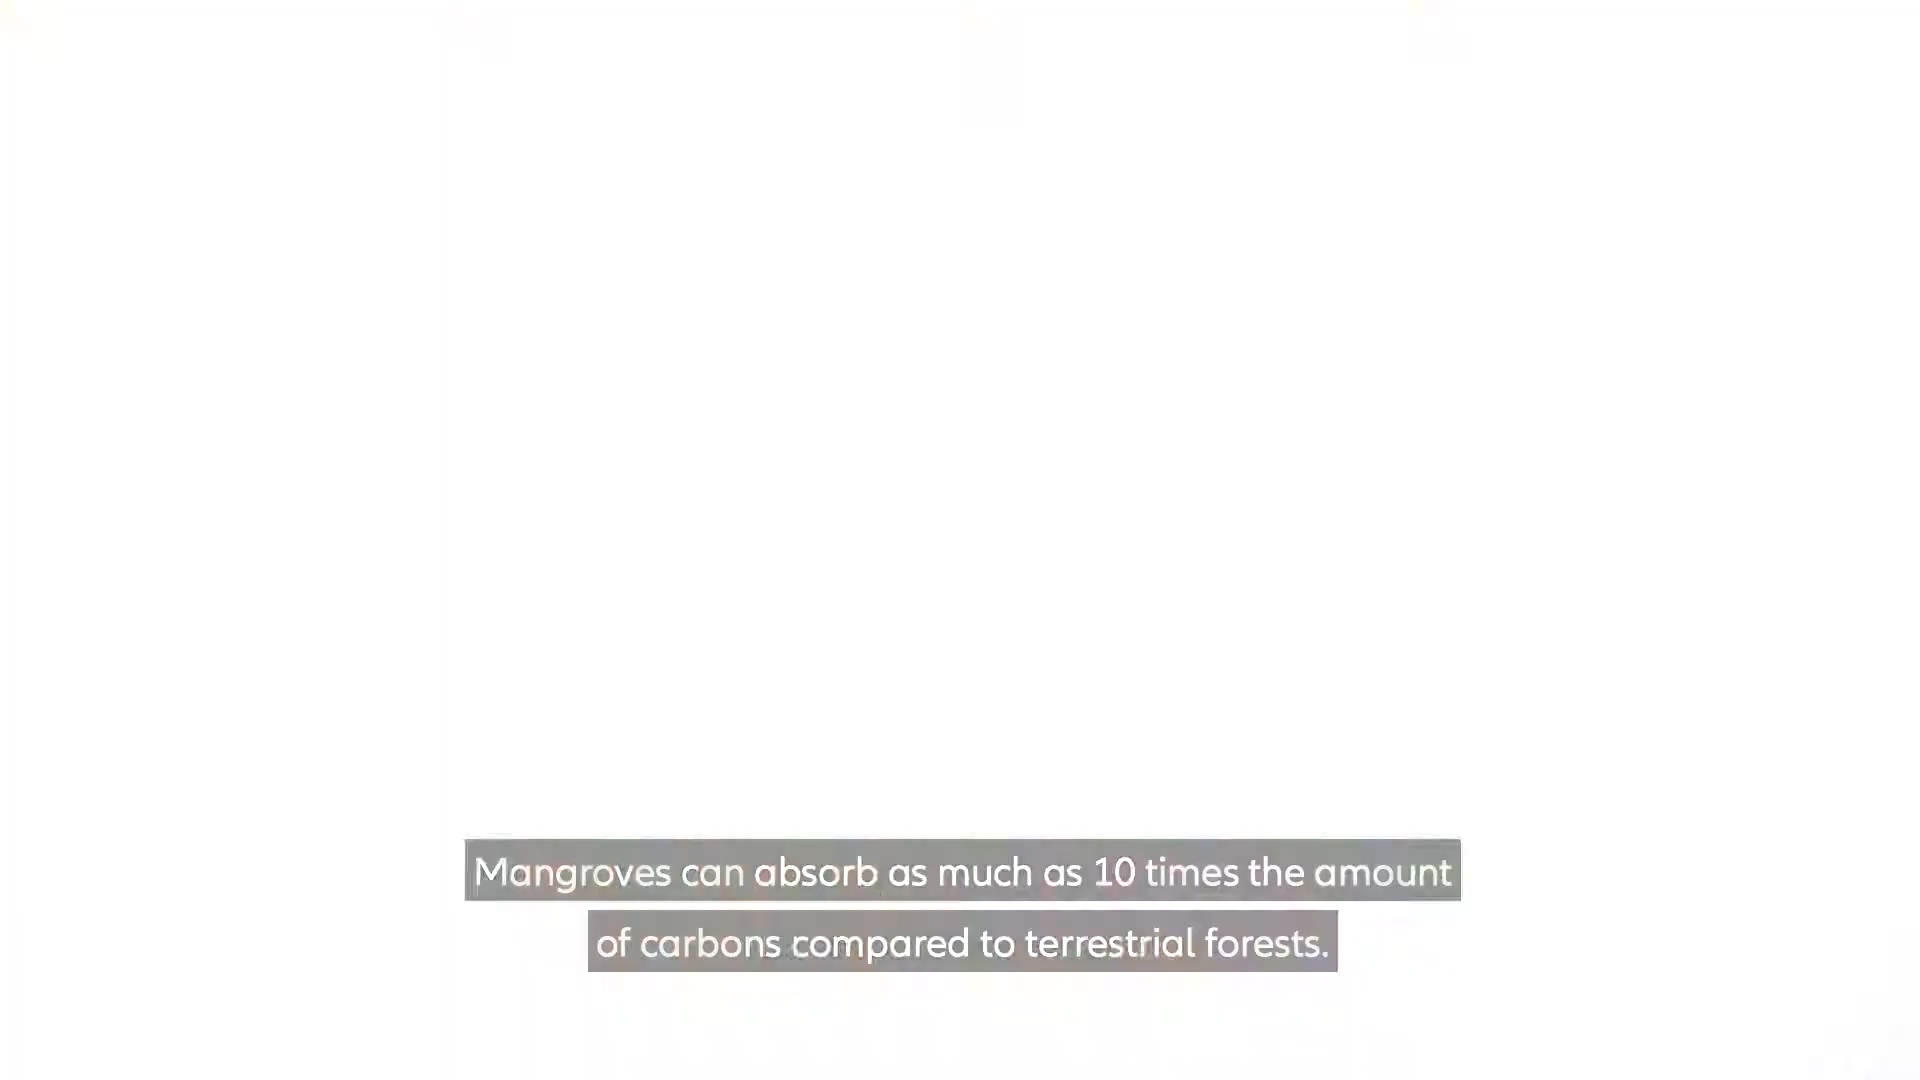 Mangroves can absorb as much as 10 times the amount
of carbons compared to terrestrial forests.